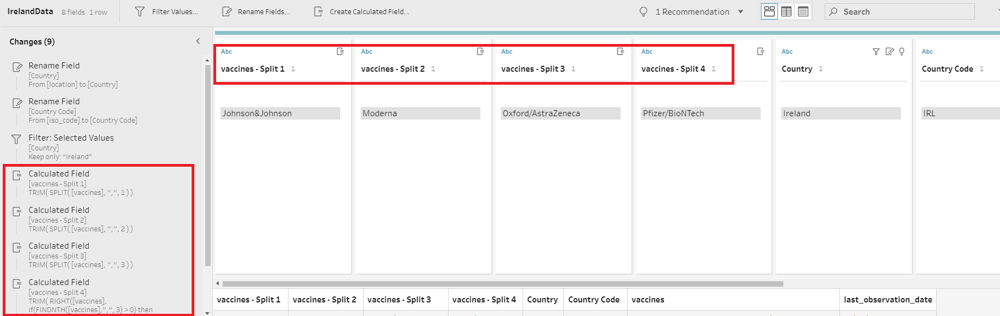 IrelandData 8 fields 1 row
Filter Values...
Rename Fields...
Create Calculated Field...
1 Recommendation
Search
Changes (9)
Rename Field
[Country]
From [location] to [Country]
Rename Field
[Country Code]
From [iso_code] to [Country Code]
Filter: Selected Values
[Country]
Keep only: “Ireland”
Calculated Field
[vaccines - Split 1]
TRIM( SPLIT( [vaccines], ",", 1 ) )
Calculated Field
[vaccines - Split 2]
TRIM( SPLIT( [vaccines], ",", 2 ) )
Calculated Field
[vaccines - Split 3]
TRIM( SPLIT( [vaccines], ",", 3 ) )
Calculated Field
[vaccines - Split 4]
TRIM( RIGHT([vaccines],
if(FINDNTH([vaccines],",", 3) > 0) then
Abc
vaccines - Split 1 1
Johnson&Johnson
Abc
vaccines - Split 2 1
Moderna
Abc
vaccines - Split 3 1
Oxford/AstraZeneca
Abc
vaccines - Split 4 1
Pfizer/BioNTech
Abc
Country 1
Ireland
Abc
Country Code 1
IRL
vaccines - Split 1 vaccines - Split 2 vaccines - Split 3 vaccines - Split 4 Country Country Code vaccines last_observation_date